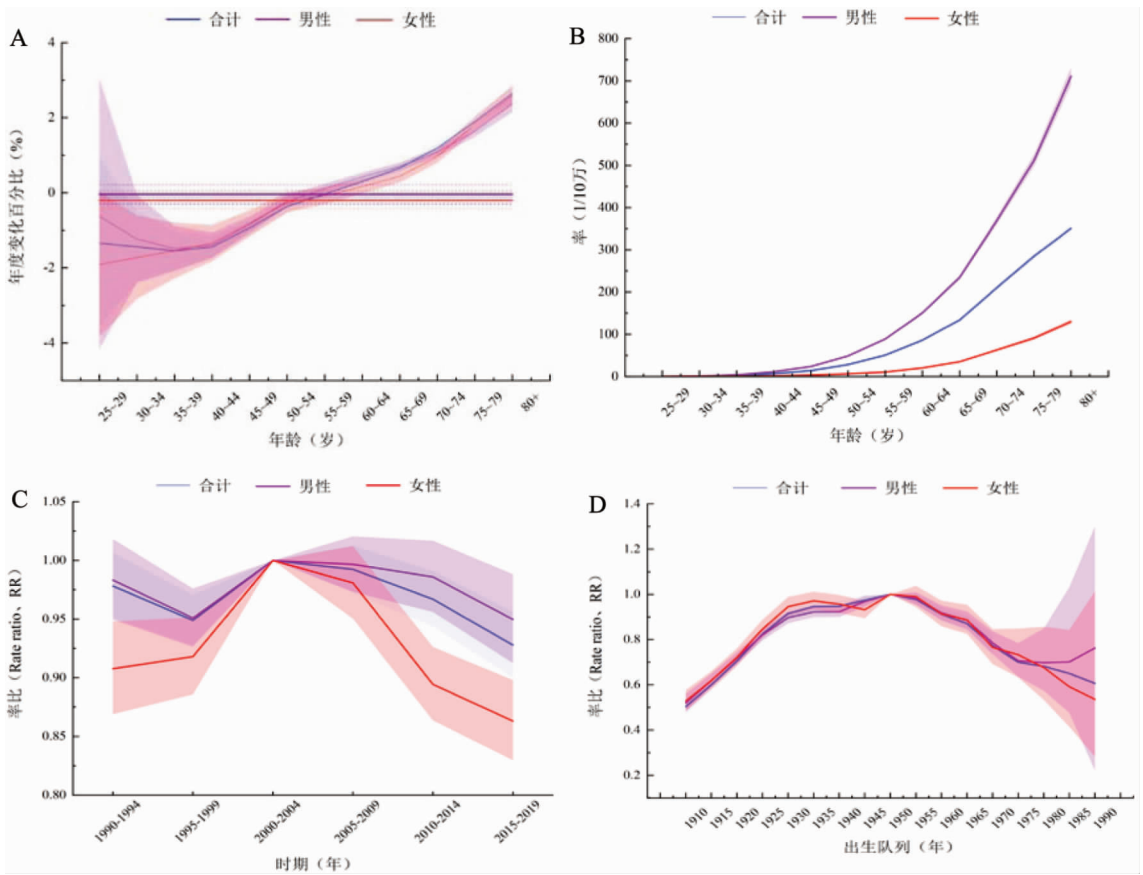 A
合计 男性 女性
4
2
0
-2
-4
年度变化百分比（%）
25~29 30~34 35~39 40~44 45~49 50~54 55~59 60~64 65~69 70~74 75~79 80+
年龄（岁）
B
合计 男性 女性
800
700
600
500
400
300
200
100
0
率（1/10万）
25~29 30~34 35~39 40~44 45~49 50~54 55~59 60~64 65~69 70~74 75~79 80+
年龄（岁）
C
合计 男性 女性
1.05
1.00
0.95
0.90
0.85
0.80
率比（Rate ratio、RR）
1990-1994 1995-1999 2000-2004 2005-2009 2010-2014 2015-2019
时期（年）
D
合计 男性 女性
1.4
1.2
1.0
0.8
0.6
0.4
0.2
率比（Rate ratio、RR）
1910 1915 1920 1925 1930 1935 1940 1945 1950 1955 1960 1965 1970 1975 1980 1985 1990
出生队列（年）